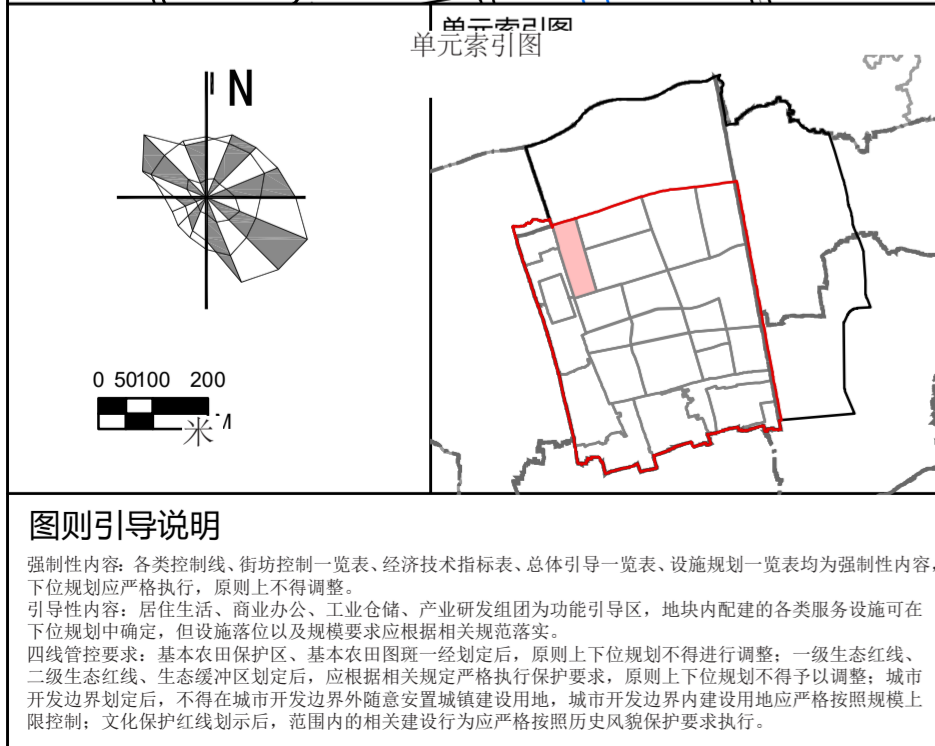 单元索引图
单元索引图
N
0 50100 200
米
图则引导说明
强制性内容：各类控制线、街坊控制一览表、经济技术指标表、总体引导一览表、设施规划一览表均为强制性内容，
下位规划应严格执行，原则上不得调整。
引导性内容：居住生活、商业办公、工业仓储、产业研发组团为功能引导区，地块内配建的各类服务设施可在
下位规划中确定，但设施落位以及规模要求应根据相关规范落实。
四线管控要求：基本农田保护区、基本农田图斑一经划定后，原则上下位规划不得进行调整；一级生态红线、
二级生态红线、生态缓冲区划定后，应根据相关规定严格执行保护要求，原则上下位规划不得予以调整；城市
开发边界划定后，不得在城市开发边界外随意安置城镇建设用地，城市开发边界内建设用地应严格按照规模上
限控制；文化保护红线划示后，范围内的相关建设行为应严格按照历史风貌保护要求执行。